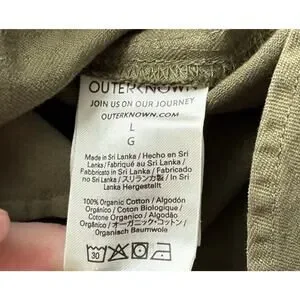 OUTERKNOWN
JOIN US ON OUR JOURNEY
OUTERKNOWN.COM
L
G
Made in Sri Lanka / Hecho en Sri
Lanka / Fabriqué au Sri Lanka /
Fabbricato in Sri Lanka / Fabricado
no Sri Lanka / スリランカ製 / In Sri
Lanka Hergestellt
100% Organic Cotton / Algodón
Orgánico / Coton Biologique /
Cotone Organico / Algodão
Orgânico / オーガニック・コットン /
Organisch Baumwole
30